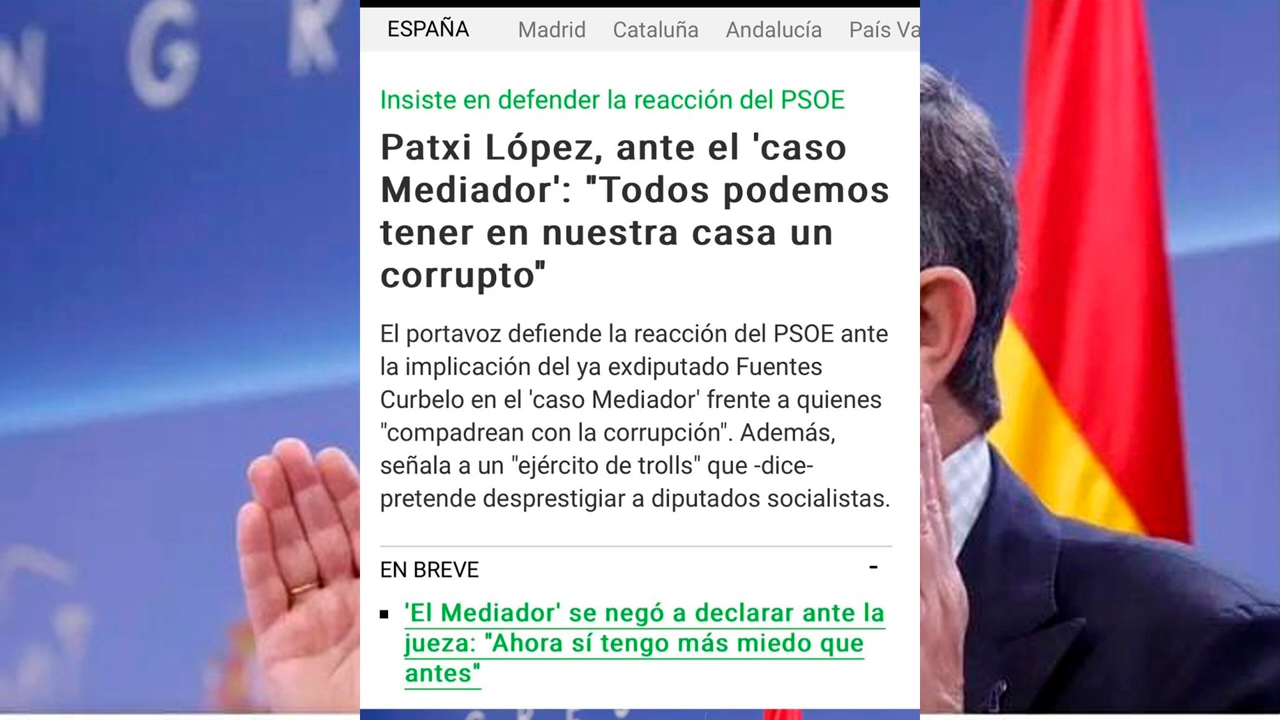 ESPAÑA Madrid Cataluña Andalucía País Va
Insiste en defender la reacción del PSOE
Patxi López, ante el 'caso
Mediador': "Todos podemos
tener en nuestra casa un
corrupto"
El portavoz defiende la reacción del PSOE ante
la implicación del ya exdiputado Fuentes
Curbelo en el 'caso Mediador' frente a quienes
"compadrean con la corrupción". Además,
señala a un "ejército de trolls" que -dice-
pretende desprestigiar a diputados socialistas.
EN BREVE -
'El Mediador' se negó a declarar ante la
jueza: "Ahora sí tengo más miedo que
antes"
N G R